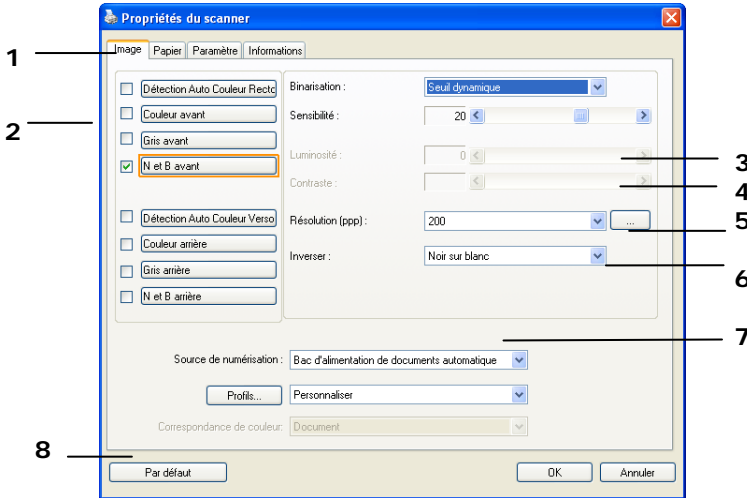 Propriétés du scanner
Image Papier Paramètre Informations
1
2
Détection Auto Couleur Recto
Couleur avant
Gris avant
N et B avant
Détection Auto Couleur Verso
Couleur arrière
Gris arrière
N et B arrière
Binarisation : Seuil dynamique
Sensibilité : 20
Luminosité : 0
3
Contraste :
4
Résolution (ppp) : 200 ...
5
Inverser : Noir sur blanc
6
7
Source de numérisation : Bac d'alimentation de documents automatique
Profils... Personnaliser
Correspondance de couleur: Document
8
Par défaut OK Annuler